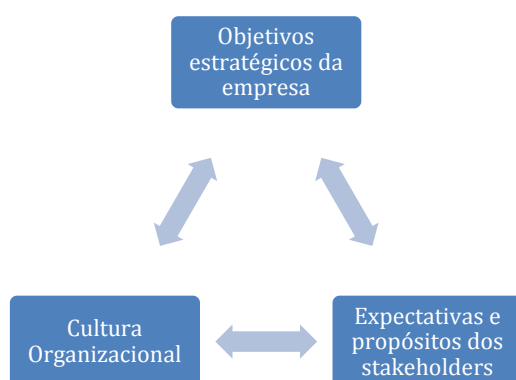 Objetivos
estratégicos da
empresa
Cultura
Organizacional
Expectativas e
propósitos dos
stakeholders